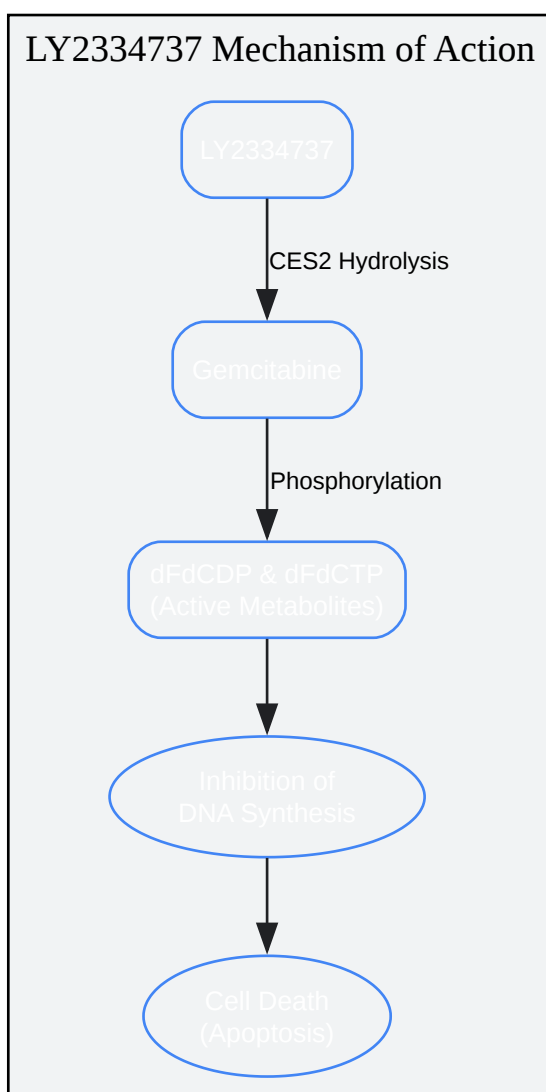 LY2334737 Mechanism of Action
LY2334737
CES2 Hydrolysis
Gemcitabine
Phosphorylation
dFdCDP & dFdCTP
(Active Metabolites)
Inhibition of
DNA Synthesis
Cell Death
(Apoptosis)